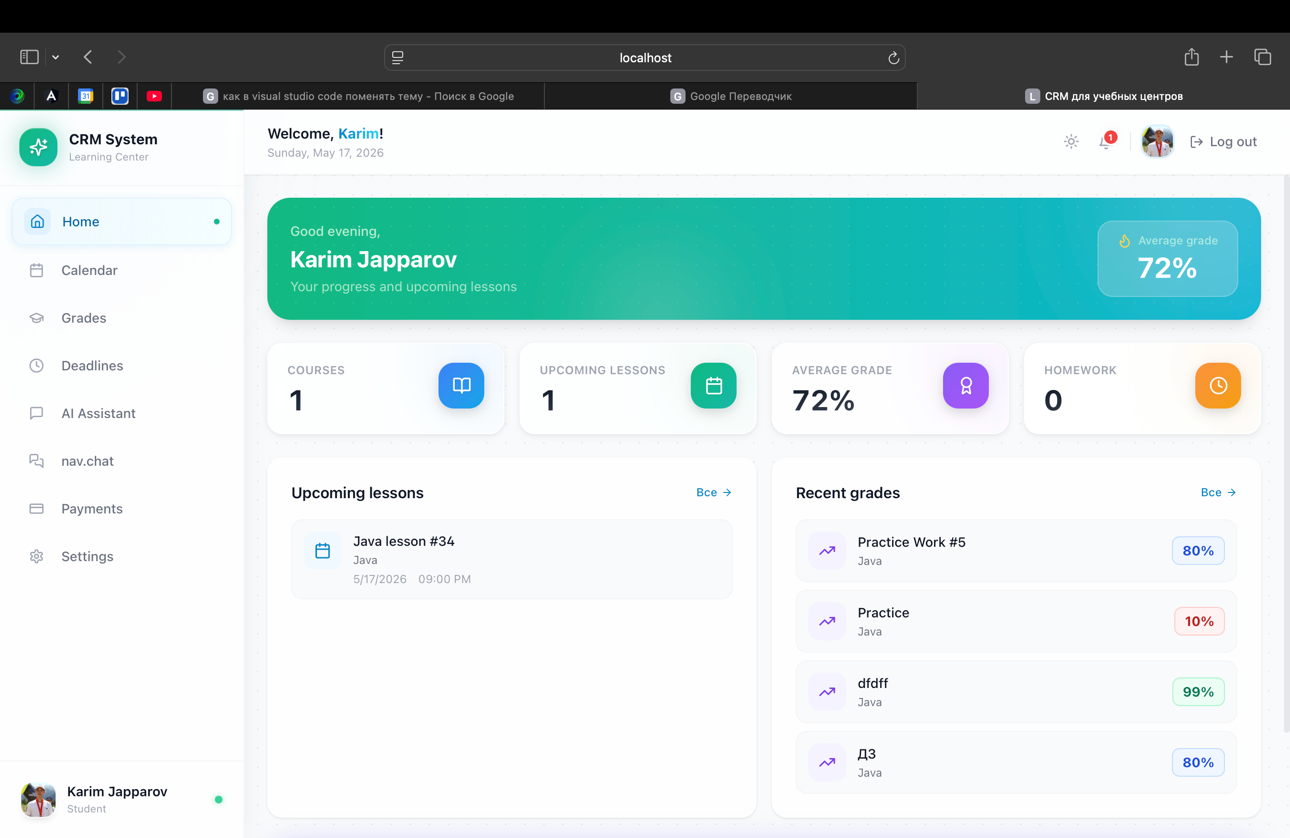 localhost
как в visual studio code поменять тему - Поиск в Google
Google Переводчик
CRM для учебных центров
CRM System
Learning Center
Home
Calendar
Grades
Deadlines
AI Assistant
nav.chat
Payments
Settings
Karim Japparov
Student
Welcome, Karim!
Sunday, May 17, 2026
1
Log out
Good evening,
Karim Japparov
Your progress and upcoming lessons
Average grade
72%
COURSES
1
UPCOMING LESSONS
1
AVERAGE GRADE
72%
HOMEWORK
0
Upcoming lessons
Все →
Java lesson #34
Java
5/17/2026 09:00 PM
Recent grades
Все →
Practice Work #5
Java
80%
Practice
Java
10%
dfdff
Java
99%
ДЗ
Java
80%